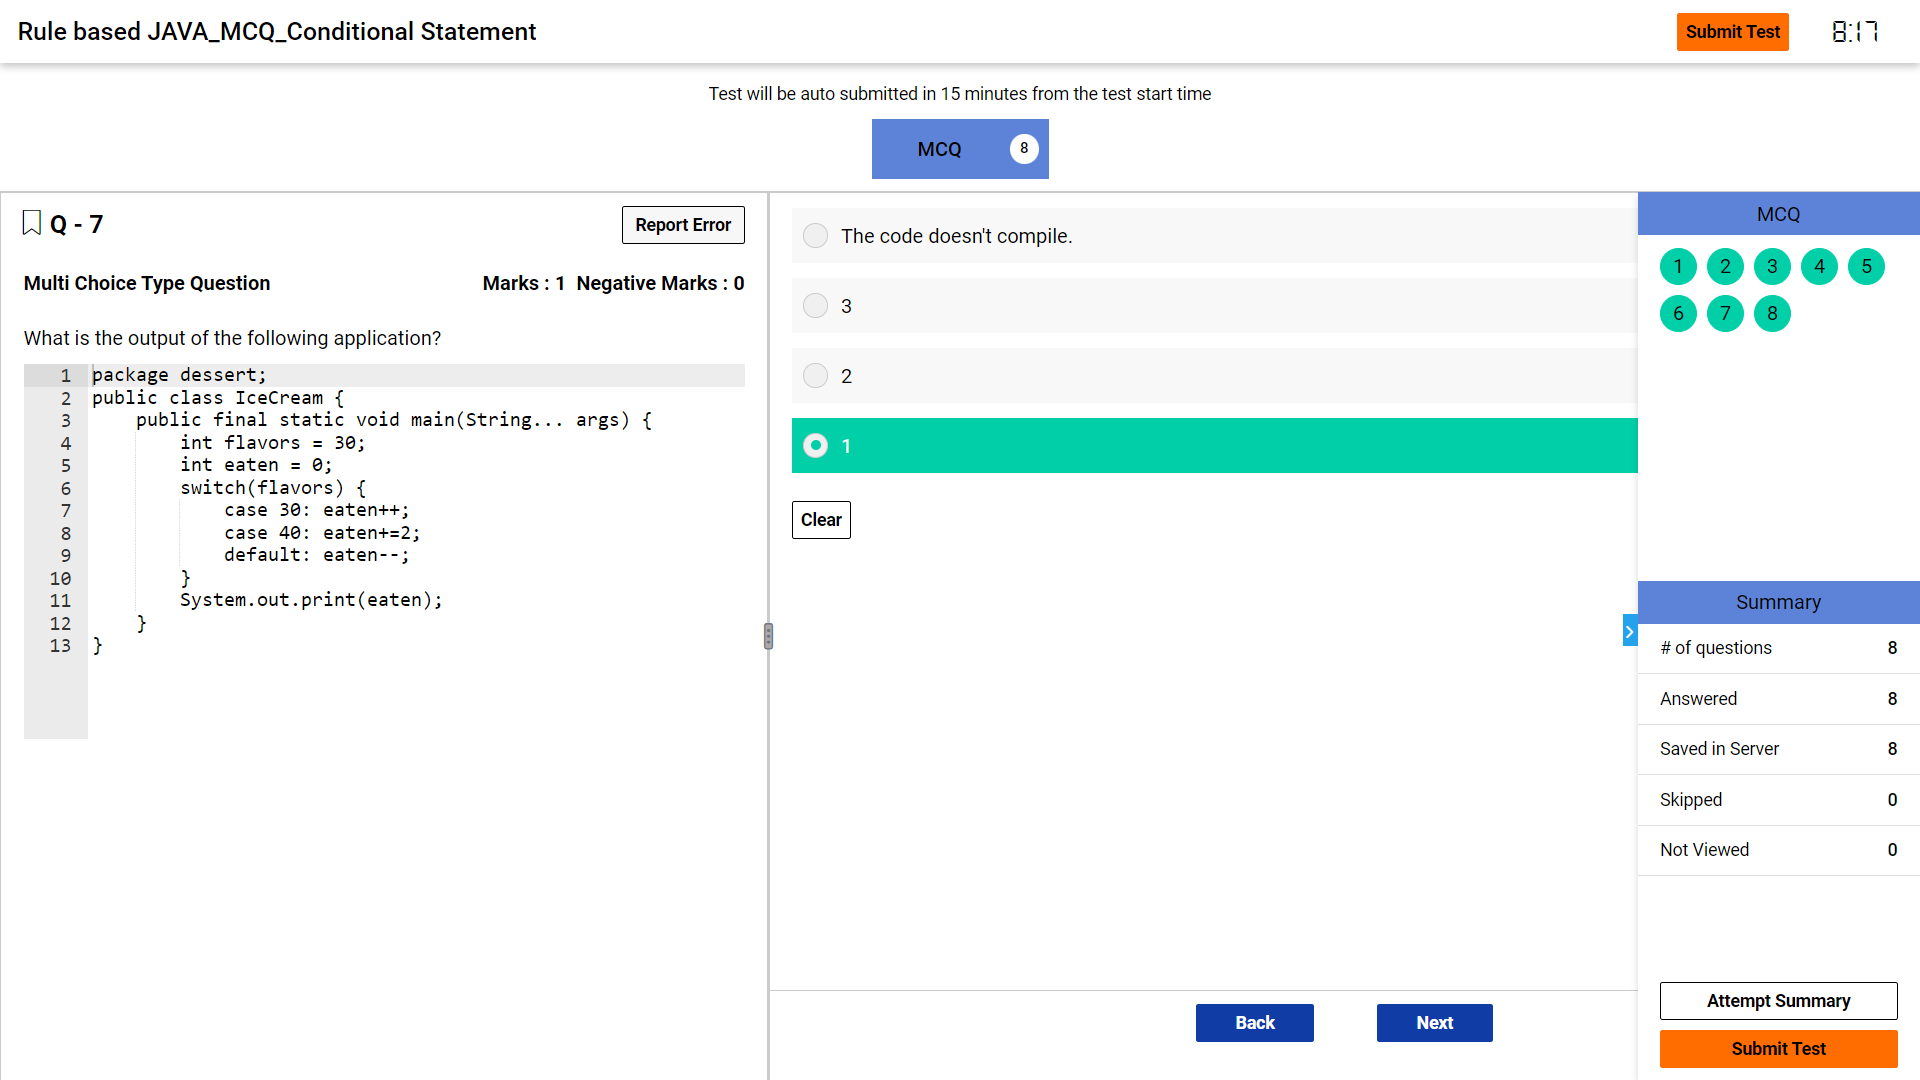 Rule based JAVA_MCQ_Conditional Statement
Submit Test
8:17
Test will be auto submitted in 15 minutes from the test start time
MCQ 8
Q - 7
Report Error
Multi Choice Type Question
Marks : 1 Negative Marks : 0
What is the output of the following application?
1 package dessert;
2 public class IceCream {
3 public final static void main(String... args) {
4 int flavors = 30;
5 int eaten = 0;
6 switch(flavors) {
7 case 30: eaten++;
8 case 40: eaten+=2;
9 default: eaten--;
10 }
11 System.out.print(eaten);
12 }
13 }
The code doesn't compile.
3
2
1
Clear
Back
Next
MCQ
1 2 3 4 5
6 7 8
Summary
# of questions 8
Answered 8
Saved in Server 8
Skipped 0
Not Viewed 0
Attempt Summary
Submit Test